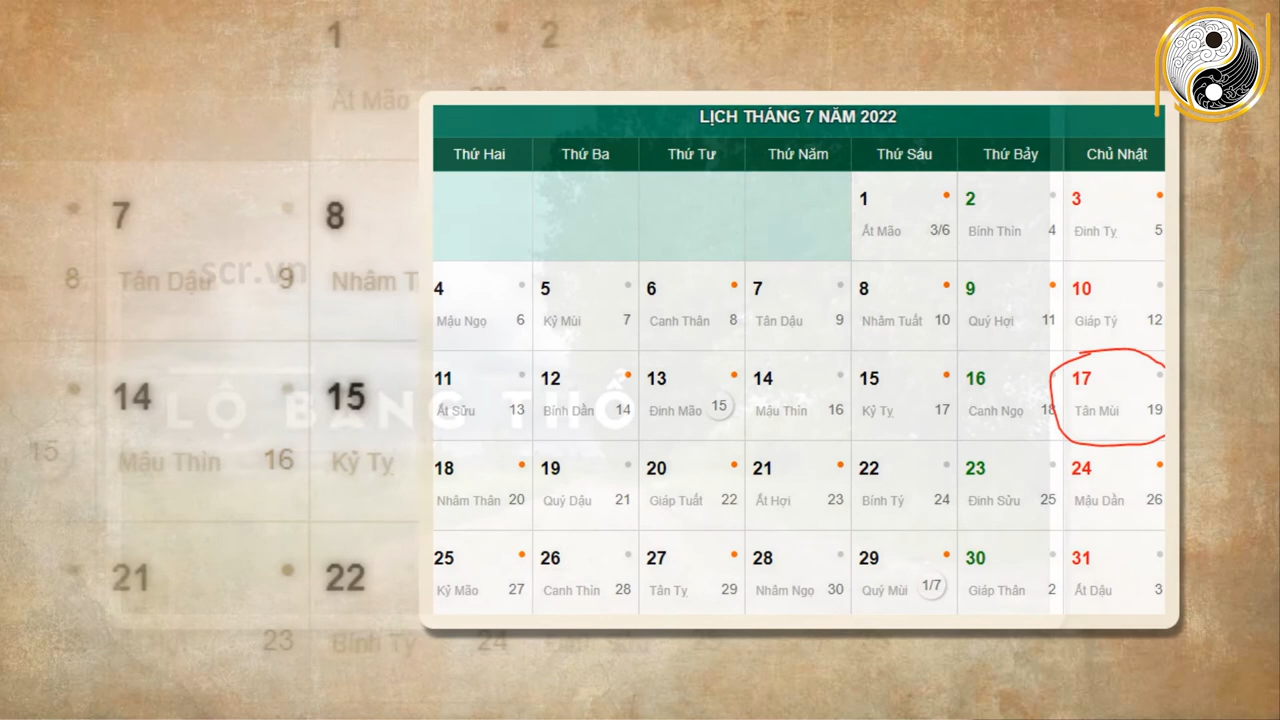 1 2
Ất Mão
LỊCH THÁNG 7 NĂM 2022
Thứ Hai Thứ Ba Thứ Tư Thứ Năm Thứ Sáu Thứ Bảy Chủ Nhật
1 2 3
Ất Mão 3/6 Bính Thìn 4 Đinh Tỵ 5
7 8
8 Tân Dậu 9 Nhâm T
scr.vn
4 5 6 7 8 9 10
Mậu Ngọ 6 Kỷ Mùi 7 Canh Thân 8 Tân Dậu 9 Nhâm Tuất 10 Quý Hợi 11 Giáp Tý 12
11 12 13 14 15 16 17
Ất Sửu 13 Bính Dần 14 Đinh Mão 15 Mậu Thìn 16 Kỷ Tỵ 17 Canh Ngọ 18 Tân Mùi 19
14 15
LỘ BÀNG THỔ
15 Mậu Thìn 16 Kỷ Tỵ
18 19 20 21 22 23 24
Nhâm Thân 20 Quý Dậu 21 Giáp Tuất 22 Ất Hợi 23 Bính Tý 24 Đinh Sửu 25 Mậu Dần 26
25 26 27 28 29 30 31
Kỷ Mão 27 Canh Thìn 28 Tân Tỵ 29 Nhâm Ngọ 30 Quý Mùi 1/7 Giáp Thân 2 Ất Dậu 3
21 22
23 Bính Tý 24